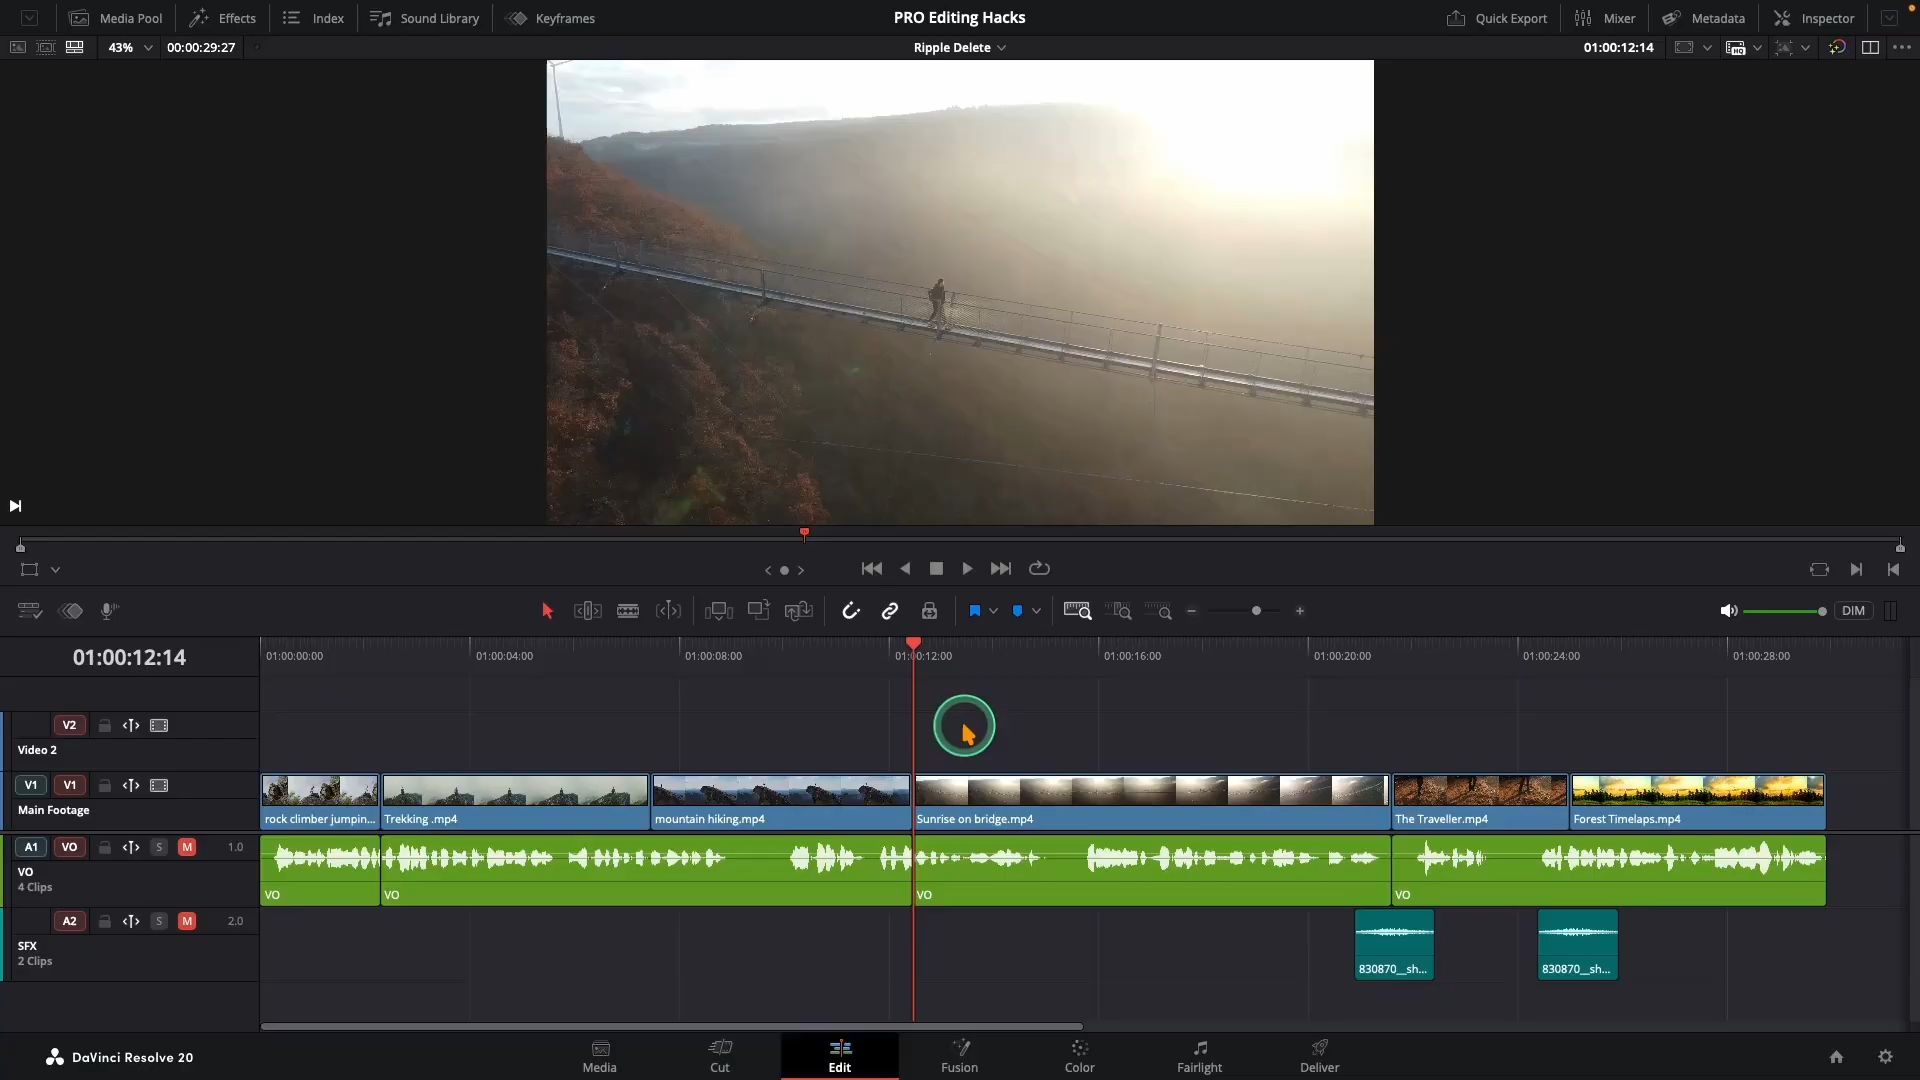 Media Pool
Effects
Index
Sound Library
Keyframes
PRO Editing Hacks
Quick Export
Mixer
Metadata
Inspector
43%
00:00:29:27
Ripple Delete
01:00:12:14
HQ
DIM
01:00:12:14
01:00:00:00
01:00:04:00
01:00:08:00
01:00:12:00
01:00:16:00
01:00:20:00
01:00:24:00
01:00:28:00
V2
Video 2
V1
V1
Main Footage
rock climber jumpin...
Trekking .mp4
mountain hiking.mp4
Sunrise on bridge.mp4
The Traveller.mp4
Forest Timelaps.mp4
A1
VO
S
M
1.0
VO
4 Clips
VO
VO
VO
VO
A2
S
M
2.0
SFX
2 Clips
830870__sh...
830870__sh...
DaVinci Resolve 20
Media
Cut
Edit
Fusion
Color
Fairlight
Deliver